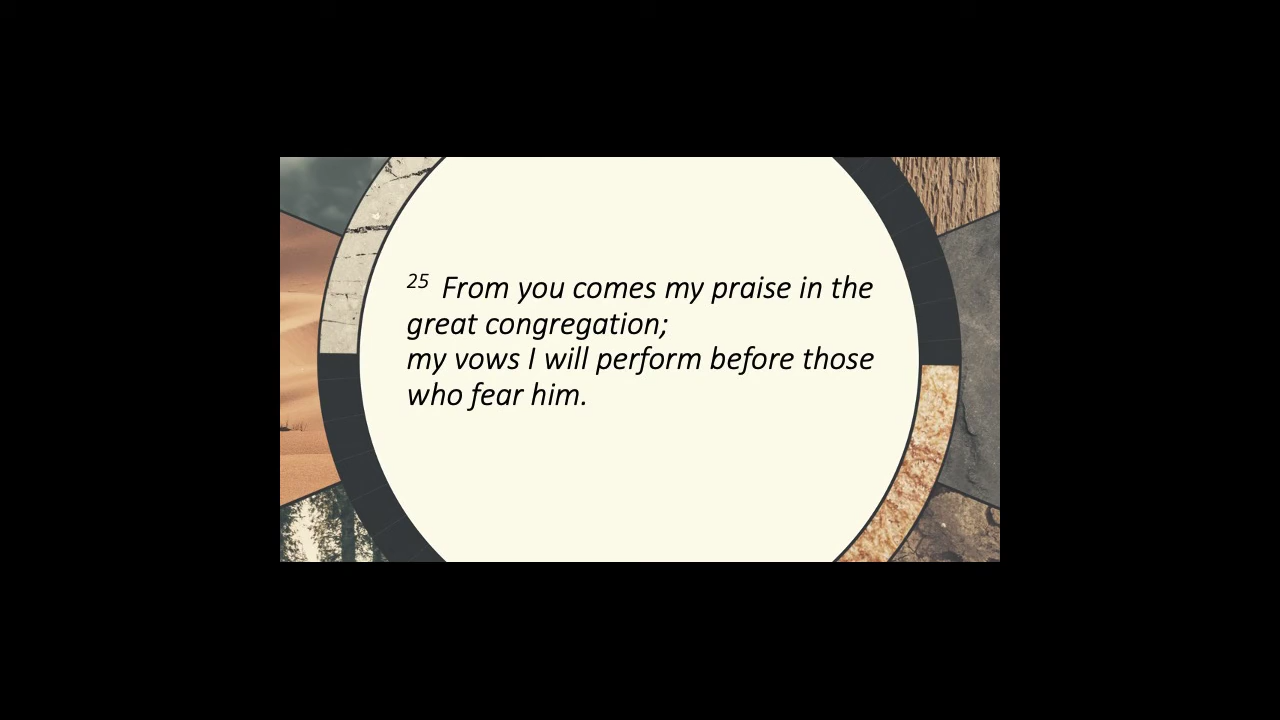 25 From you comes my praise in the
great congregation;
my vows I will perform before those
who fear him.